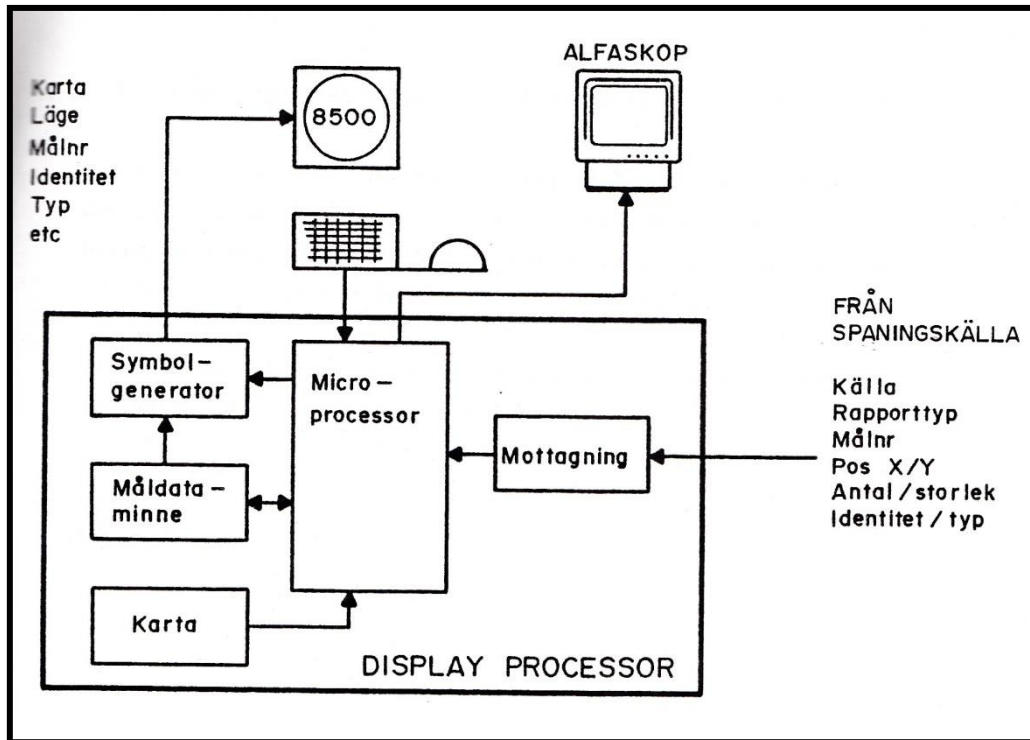 ALFASKOP
Karta
Läge
Målnr
Identitet
Typ
etc
8500
FRÅN
SPANINGSKÄLLA
Källa
Rapporttyp
Målnr
Pos X/Y
Antal/storlek
Identitet/typ
Symbol-
generator
Micro-
processor
Mottagning
Måldata-
minne
Karta
DISPLAY PROCESSOR